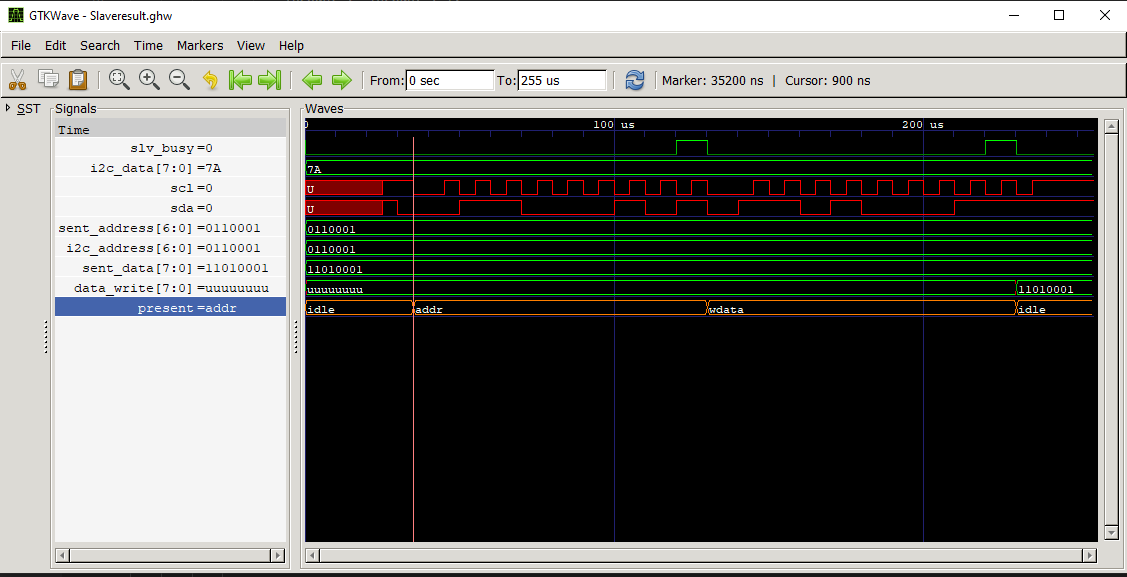 GTKWave - Slaveresult.ghw
File Edit Search Time Markers View Help
From: 0 sec To: 255 us Marker: 35200 ns | Cursor: 900 ns
SST
Signals
Waves
Time
0 100 us 200 us
slv_busy =0
i2c_data[7:0] =7A
7A
scl =0
U
sda =0
U
sent_address[6:0] =0110001
0110001
i2c_address[6:0] =0110001
0110001
sent_data[7:0] =11010001
11010001
data_write[7:0] =uuuuuuuu
uuuuuuuu 11010001
present =addr
idle addr wdata idle